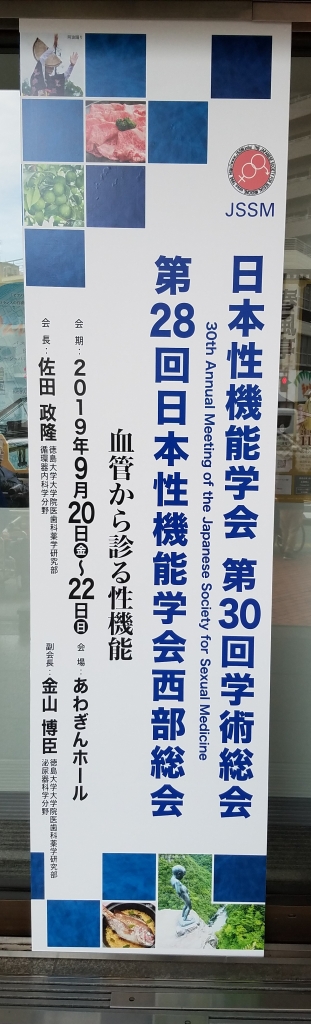 JSSM
日本性機能学会 第30回学術総会
30th Annual Meeting of the Japanese Society for Sexual Medicine
第28回日本性機能学会西部総会
血管から診る性機能
会期：2019年9月20日金〜22日日
会場：あわぎんホール
会長：佐田 政隆 徳島大学大学院医歯薬学研究部
循環器内科学分野
副会長：金山 博臣 徳島大学大学院医歯薬学研究部
泌尿器科学分野